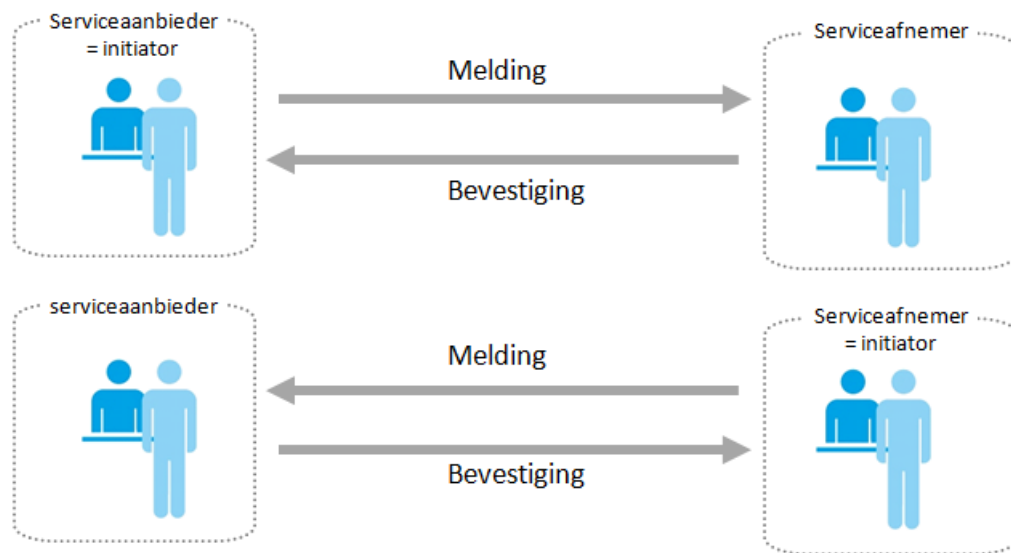 Serviceaanbieder
= initiator
Melding
Bevestiging
Serviceafnemer
serviceaanbieder
Melding
Bevestiging
Serviceafnemer
= initiator